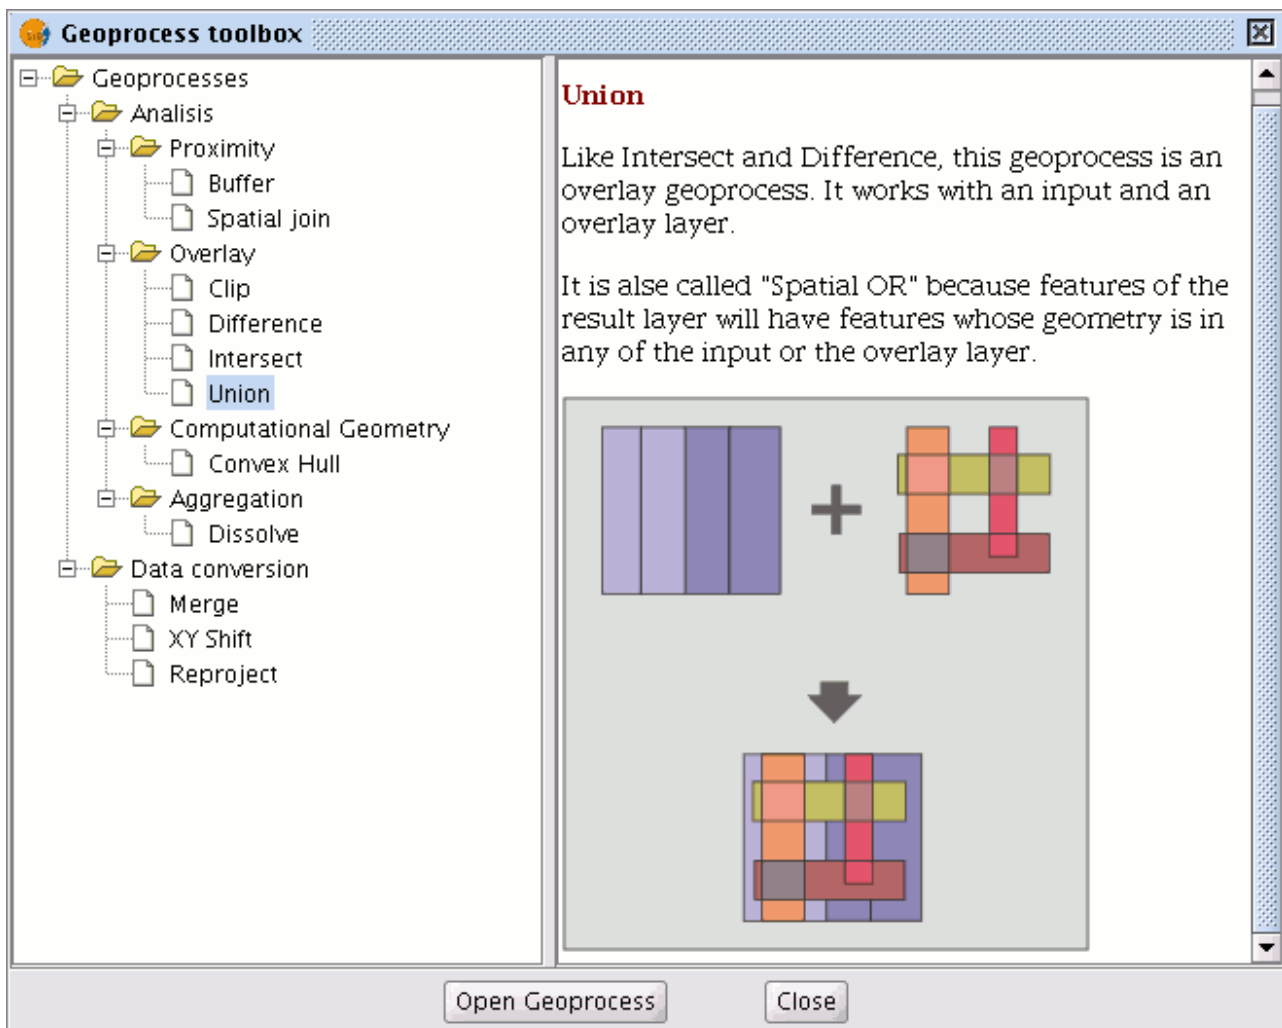 Geoprocess toolbox
Geoprocesses
Analisis
Proximity
Buffer
Spatial join
Overlay
Clip
Difference
Intersect
Union
Computational Geometry
Convex Hull
Aggregation
Dissolve
Data conversion
Merge
XY Shift
Reproject
Union
Like Intersect and Difference, this geoprocess is an
overlay geoprocess. It works with an input and an
overlay layer.
It is alse called "Spatial OR" because features of the
result layer will have features whose geometry is in
any of the input or the overlay layer.
Open Geoprocess
Close